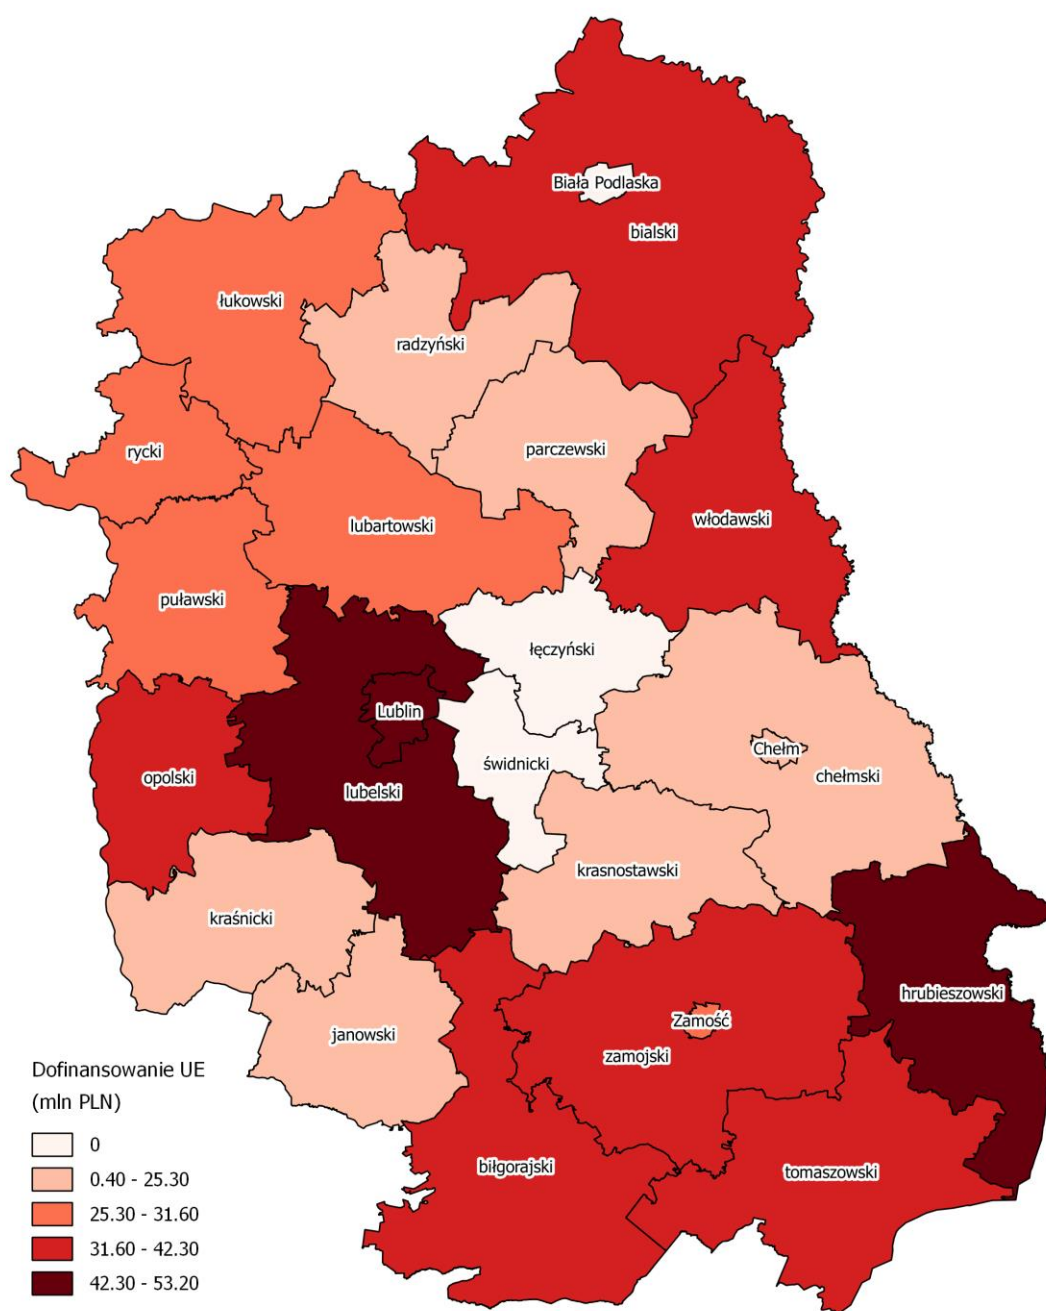 Biała Podlaska
bialski
łukowski
radzyński
rycki
parczewski
lubartowski
włodawski
puławski
łęczyński
Lublin
Chełm
opolski
świdnicki
chełmski
lubelski
krasnostawski
kraśnicki
hrubieszowski
Zamość
janowski
zamojski
biłgorajski
tomaszowski
Dofinansowanie UE
(mln PLN)
0
0.40 - 25.30
25.30 - 31.60
31.60 - 42.30
42.30 - 53.20